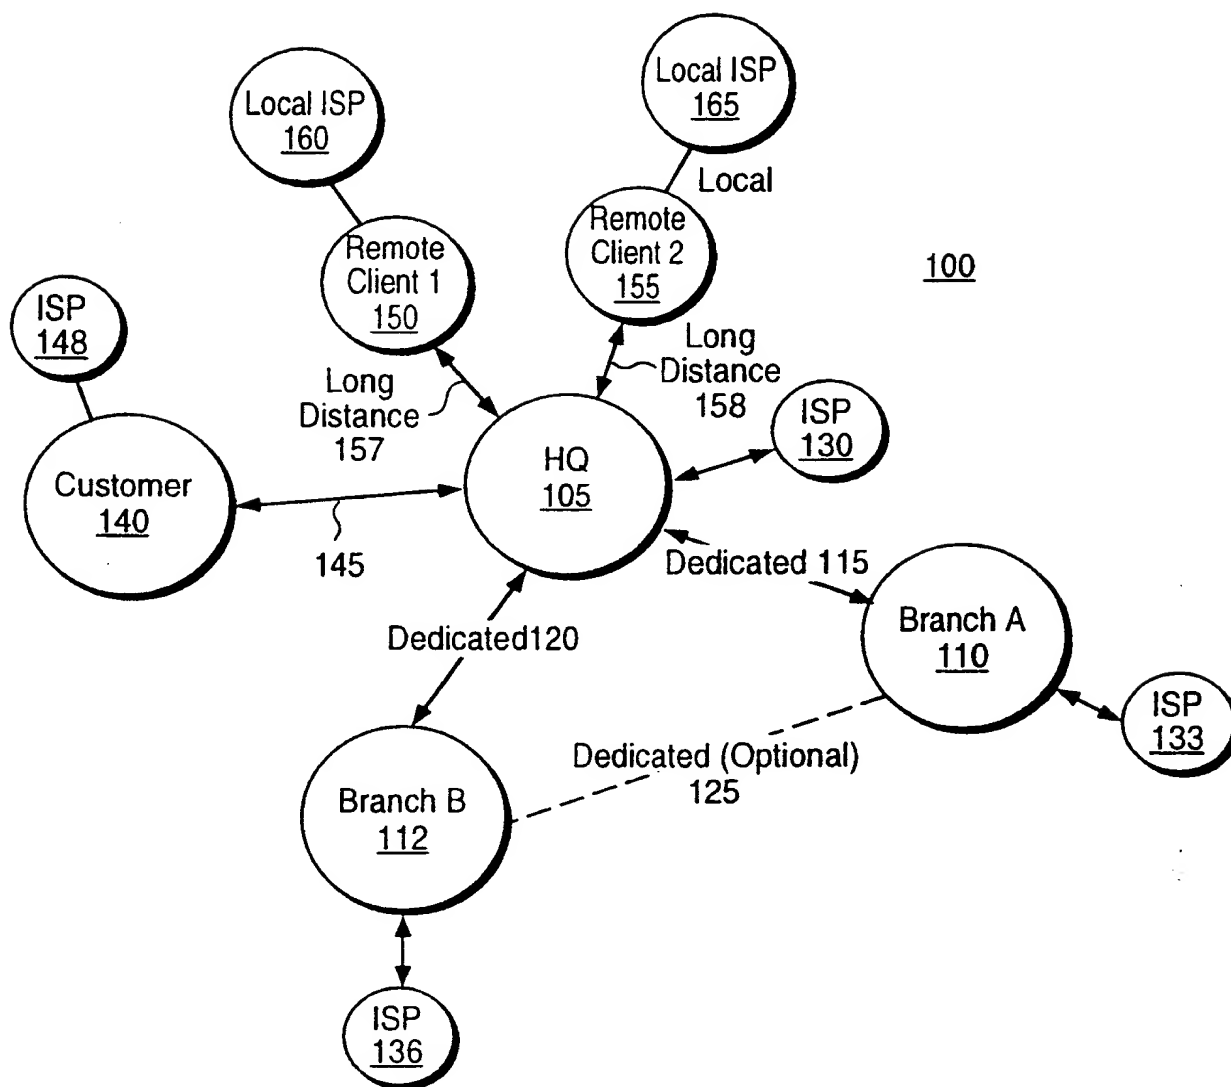 Local ISP
160
Local ISP
165
Local
Remote
Client 1
150
Remote
Client 2
155
100
ISP
148
Long
Distance
157
Long
Distance
158
ISP
130
Customer
140
145
HQ
105
Dedicated 115
Branch A
110
ISP
133
Dedicated120
Dedicated (Optional)
125
Branch B
112
ISP
136